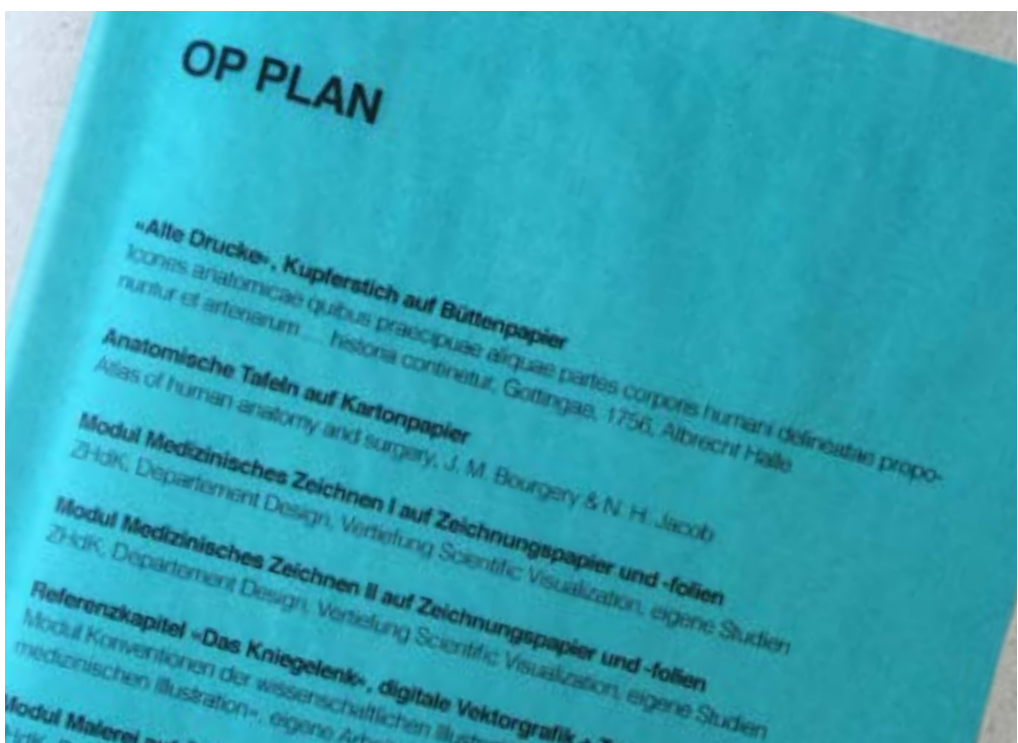 OP PLAN
«Alle Drucke», Kupferstich auf Büttenpapier
Icones anatomicae quibus praecipuae aliquae partes corporis humani delineatae propo-
nuntur et arteriarum ... historia continetur, Gottingae, 1756, Albrecht Halle
Anatomische Tafeln auf Kartonpapier
Atlas of human anatomy and surgery, J. M. Bourgery & N. H. Jacob
Modul Medizinisches Zeichnen I auf Zeichnungspapier und -folien
ZHdK, Departement Design, Vertiefung Scientific Visualization, eigene Studien
Modul Medizinisches Zeichnen II auf Zeichnungspapier und -folien
ZHdK, Departement Design, Vertiefung Scientific Visualization, eigene Studien
Referenzkapitel «Das Kniegelenk», digitale Vektorgrafik
Modul Konventionen der wissenschaftlichen
medizinischen Illustration», eigene
Modul Malerei